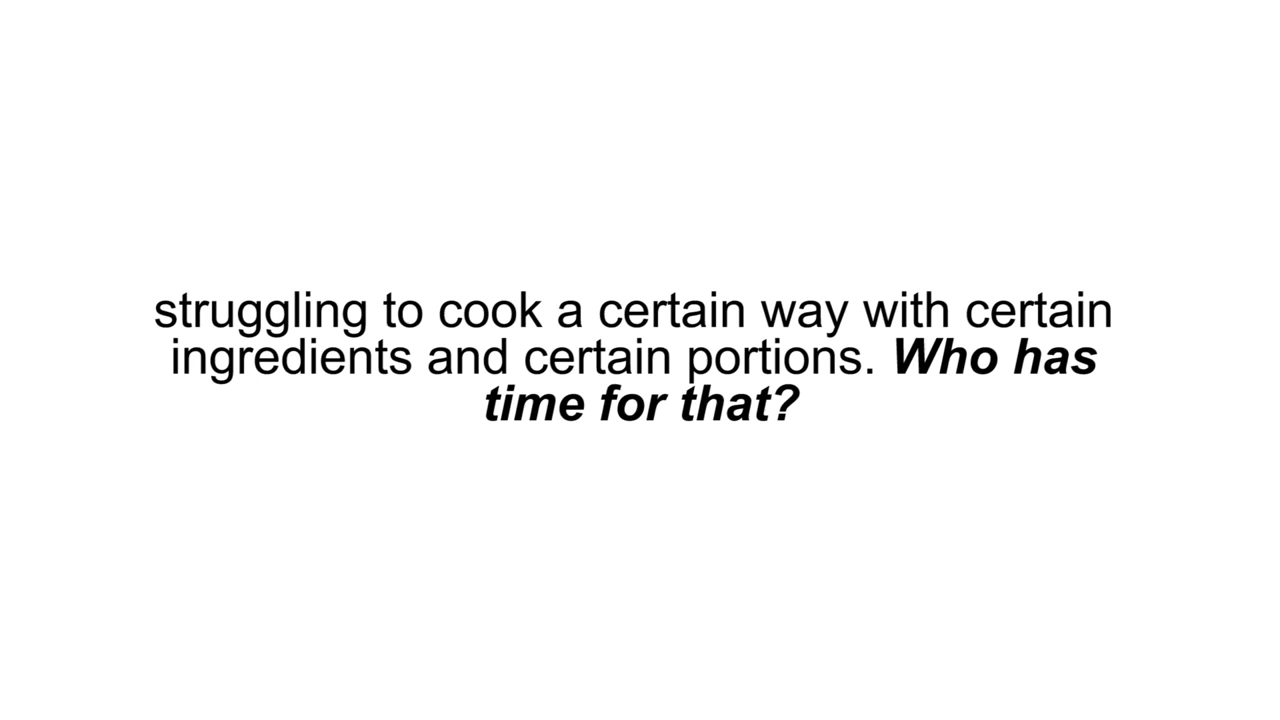 struggling to cook a certain way with certain
ingredients and certain portions. Who has
time for that?